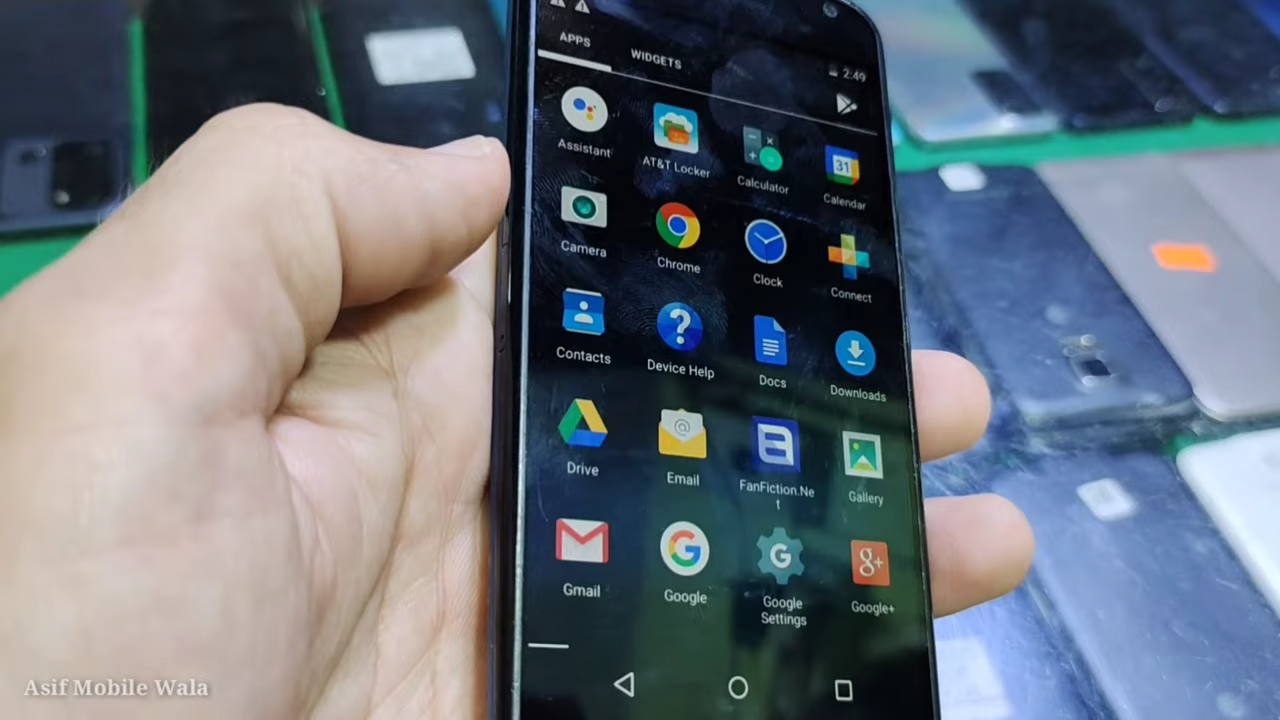 APPS
WIDGETS
2:49
Assistant
AT&T Locker
Calculator
31
Calendar
Camera
Chrome
Clock
Connect
Contacts
?
Device Help
Docs
Downloads
Drive
@
Email
FanFiction.Ne
t
Gallery
Gmail
G
Google
G
Google
Settings
g+
Google+
Asif Mobile Wala